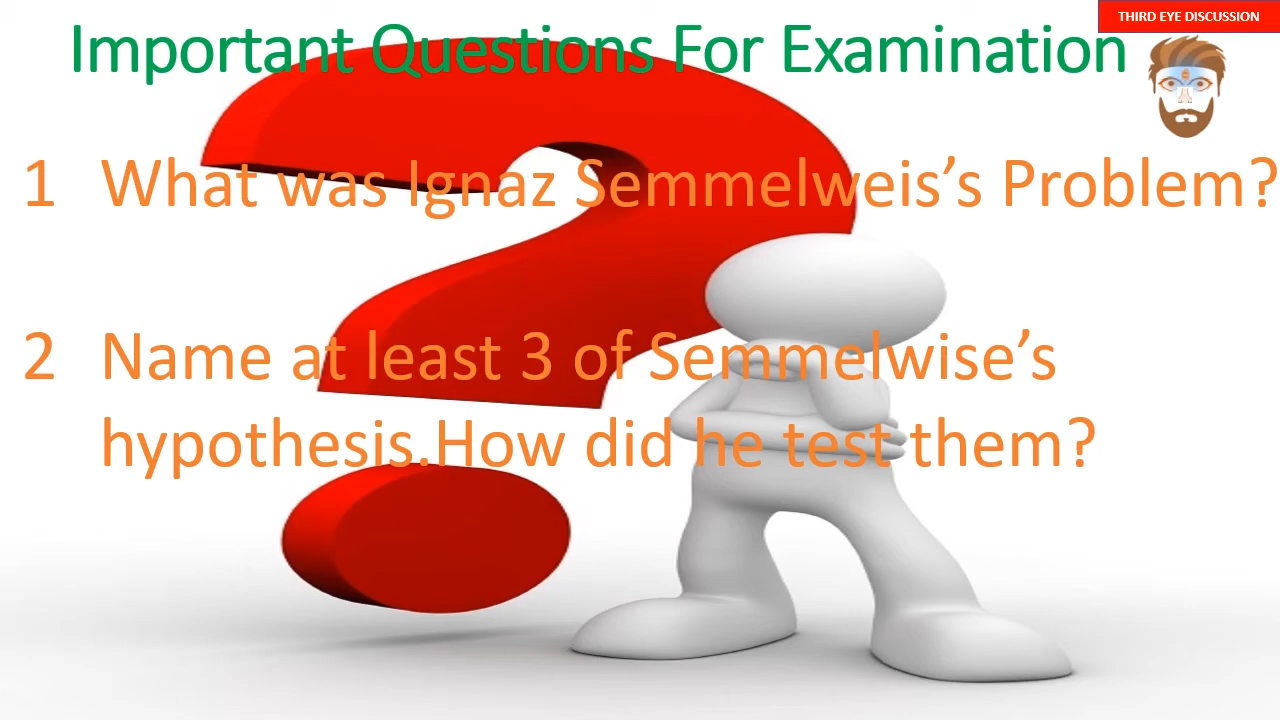 THIRD EYE DISCUSSION
Important Questions For Examination
1 What was Ignaz Semmelweis’s Problem?
2 Name at least 3 of Semmelwise’s
hypothesis.How did he test them?